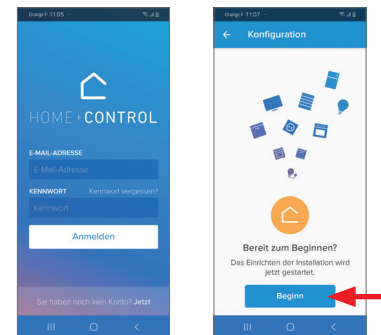 Orange F 11:05
HOME+CONTROL
E-MAIL-ADRESSE
E-Mail-Adresse
KENNWORT Kennwort vergessen?
Kennwort
Anmelden
Sie haben noch kein Konto? Jetzt
Orange F 11:07
Konfiguration
Bereit zum Beginnen?
Das Einrichten der Installation wird
jetzt gestartet.
Beginn